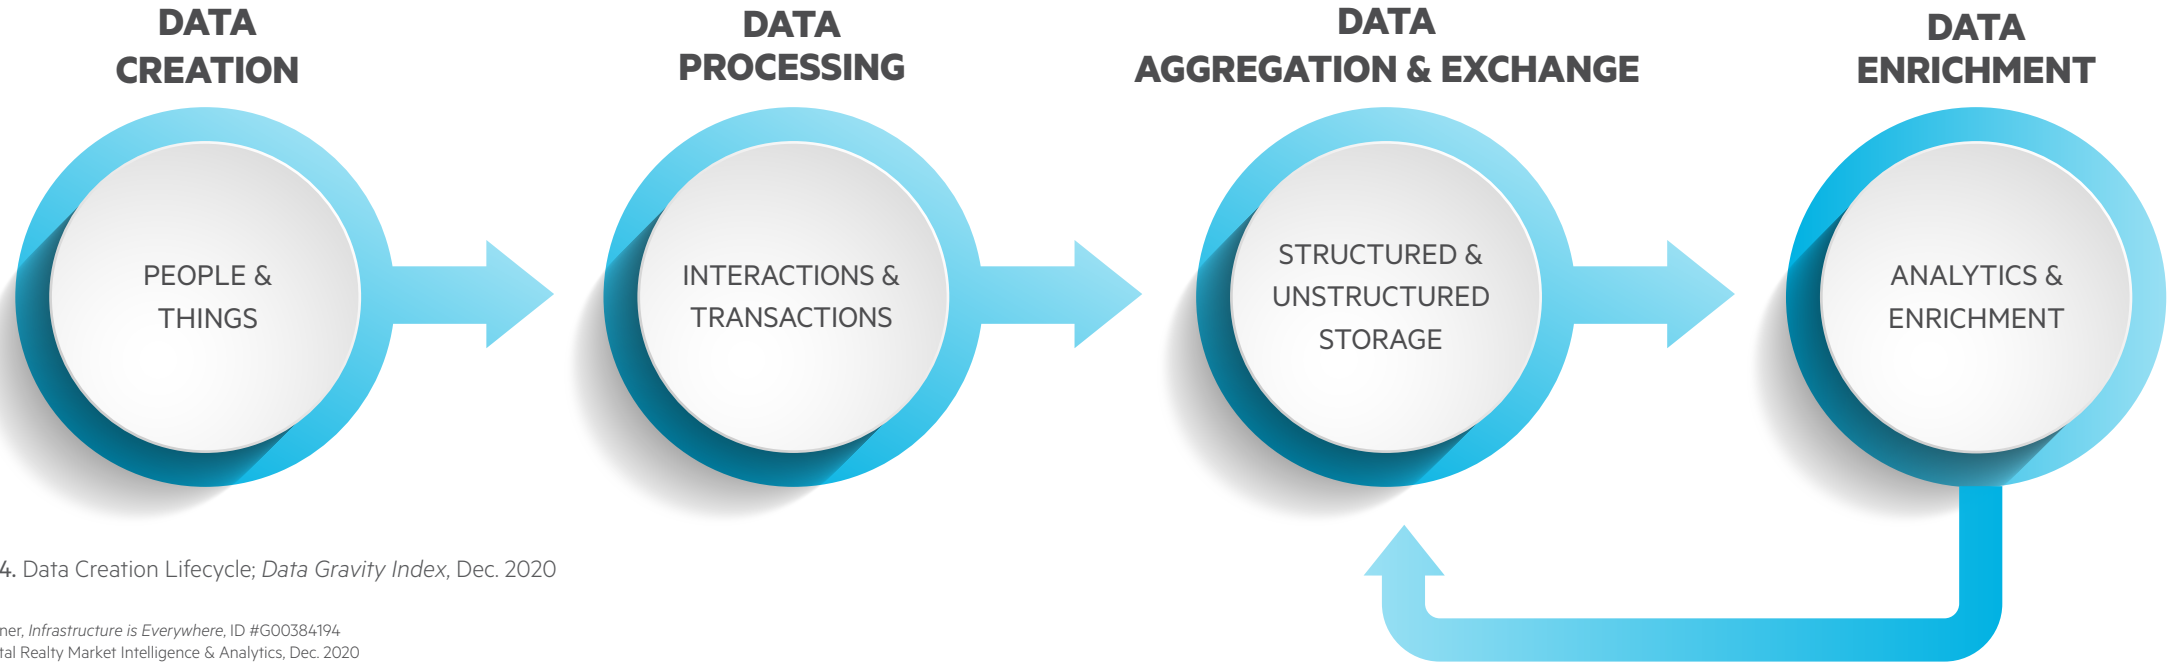 DATA
CREATION
DATA
PROCESSING
DATA
AGGREGATION & EXCHANGE
DATA
ENRICHMENT
PEOPLE &
THINGS
INTERACTIONS &
TRANSACTIONS
STRUCTURED &
UNSTRUCTURED
STORAGE
ANALYTICS &
ENRICHMENT
4. Data Creation Lifecycle; Data Gravity Index, Dec. 2020
ner, Infrastructure is Everywhere, ID #G00384194
tal Realty Market Intelligence & Analytics, Dec. 2020